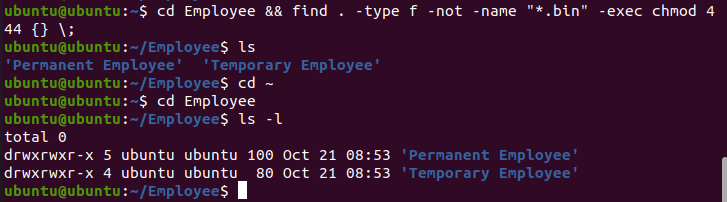 ubuntu@ubuntu:~$ cd Employee && find . -type f -not -name "*.bin" -exec chmod 4
44 {} \;
ubuntu@ubuntu:~/Employee$ ls
'Permanent Employee'  'Temporary Employee'
ubuntu@ubuntu:~/Employee$ cd ~
ubuntu@ubuntu:~$ cd Employee
ubuntu@ubuntu:~/Employee$ ls -l
total 0
drwxrwxr-x 5 ubuntu ubuntu 100 Oct 21 08:53 'Permanent Employee'
drwxrwxr-x 4 ubuntu ubuntu  80 Oct 21 08:53 'Temporary Employee'
ubuntu@ubuntu:~/Employee$